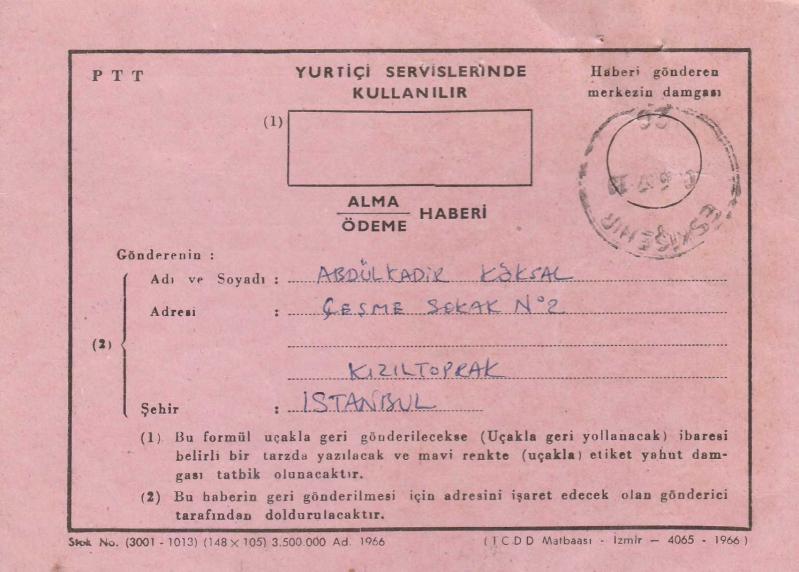 PTT
YURTİÇİ SERVİSLERİNDE
KULLANILIR
Haberi gönderen
merkezin damgası
(1)
ESKİŞEHİR
ALMA
ÖDEME
HABERİ
Gönderenin :
Adı ve Soyadı : ABDÜLKADİR KÖKSAL
Adresi : ÇEŞME SOKAK Nº2
(2)
KIZILTOPRAK
Şehir : İSTANBUL
(1) Bu formül uçakla geri gönderilecekse (Uçakla geri yollanacak) ibaresi
belirli bir tarzda yazılacak ve mavi renkte (uçakla) etiket yahut dam-
gası tatbik olunacaktır.
(2) Bu haberin geri gönderilmesi için adresini işaret edecek olan gönderici
tarafından doldurulacaktır.
Stok No. (3001 - 1013) (148 × 105) 3.500.000 Ad. 1966
(TCDD Matbaası - İzmir — 4065 - 1966)